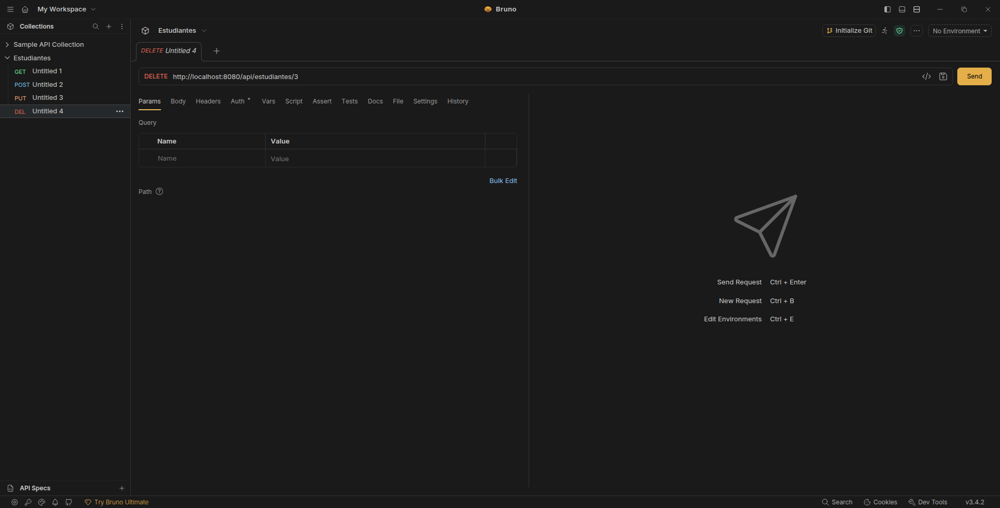 My Workspace
Bruno
Collections
Sample API Collection
Estudiantes
GET Untitled 1
POST Untitled 2
PUT Untitled 3
DEL Untitled 4
Estudiantes
Initialize Git
No Environment
DELETE Untitled 4
DELETE http://localhost:8080/api/estudiantes/3
Send
Params Body Headers Auth Vars Script Assert Tests Docs File Settings History
Query
Name Value
Name Value
Bulk Edit
Path ?
Send Request Ctrl + Enter
New Request Ctrl + B
Edit Environments Ctrl + E
API Specs
Try Bruno Ultimate
Search Cookies Dev Tools v3.4.2